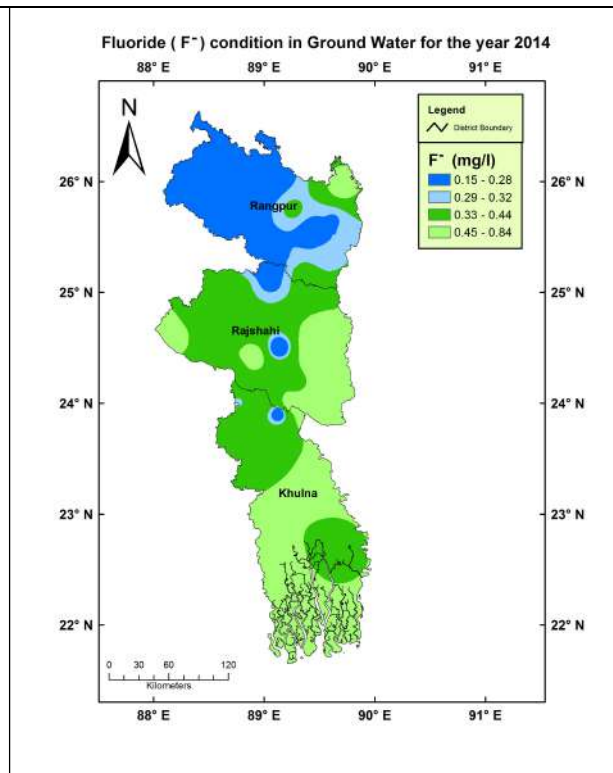 Fluoride ( F⁻) condition in Ground Water for the year 2014
88° E 89° E 90° E 91° E
N
Legend
District Boundary
F⁻ (mg/l)
0.15 - 0.28
0.29 - 0.32
0.33 - 0.44
0.45 - 0.84
26° N 26° N
Rangpur
25° N 25° N
Rajshahi
24° N 24° N
Khulna
23° N 23° N
22° N 22° N
0 30 60 120
Kilometers
88° E 89° E 90° E 91° E